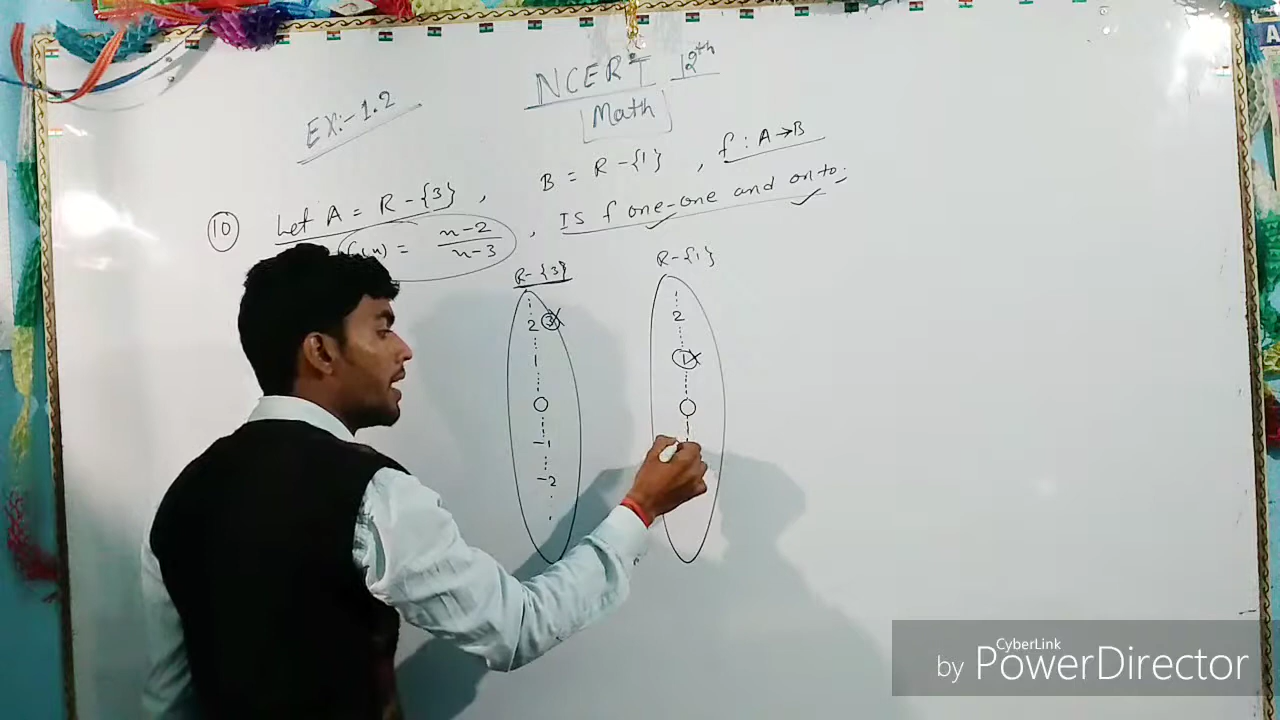 NCERT 12th
Math
EX:- 1.2
10 Let A = R - {3} , B = R - {1} , f : A → B
f(x) = x-2 / x-3 , IS f one-one and onto.
R - {3}
2 3
1
0
-1
-2
R - {1}
2
1
0
CyberLink
by PowerDirector